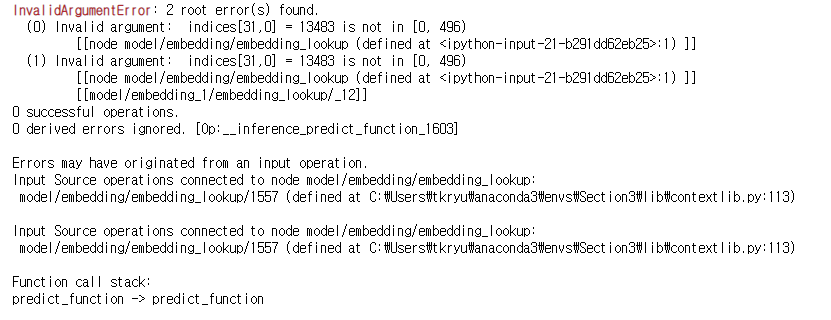 InvalidArgumentError: 2 root error(s) found.
(0) Invalid argument:  indices[31,0] = 13483 is not in [0, 496)
[[node model/embedding/embedding_lookup (defined at <ipython-input-21-b291dd62eb25>:1) ]]
(1) Invalid argument:  indices[31,0] = 13483 is not in [0, 496)
[[node model/embedding/embedding_lookup (defined at <ipython-input-21-b291dd62eb25>:1) ]]
[[model/embedding_1/embedding_lookup/_12]]
0 successful operations.
0 derived errors ignored. [Op:__inference_predict_function_1603]
Errors may have originated from an input operation.
Input Source operations connected to node model/embedding/embedding_lookup:
model/embedding/embedding_lookup/1557 (defined at C:₩Users₩tkryu₩anaconda3₩envs₩Section3₩lib₩contextlib.py:113)
Input Source operations connected to node model/embedding/embedding_lookup:
model/embedding/embedding_lookup/1557 (defined at C:₩Users₩tkryu₩anaconda3₩envs₩Section3₩lib₩contextlib.py:113)
Function call stack:
predict_function -> predict_function